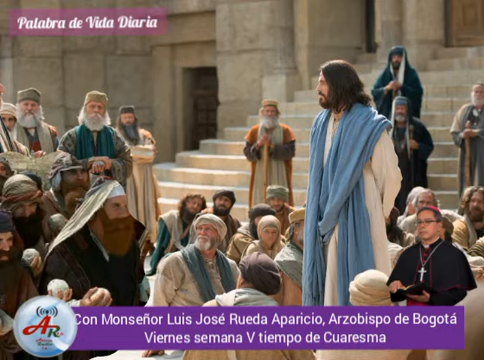 Palabra de Vida Diaria
Con Monseñor Luis José Rueda Aparicio, Arzobispo de Bogotá
Viernes semana V tiempo de Cuaresma